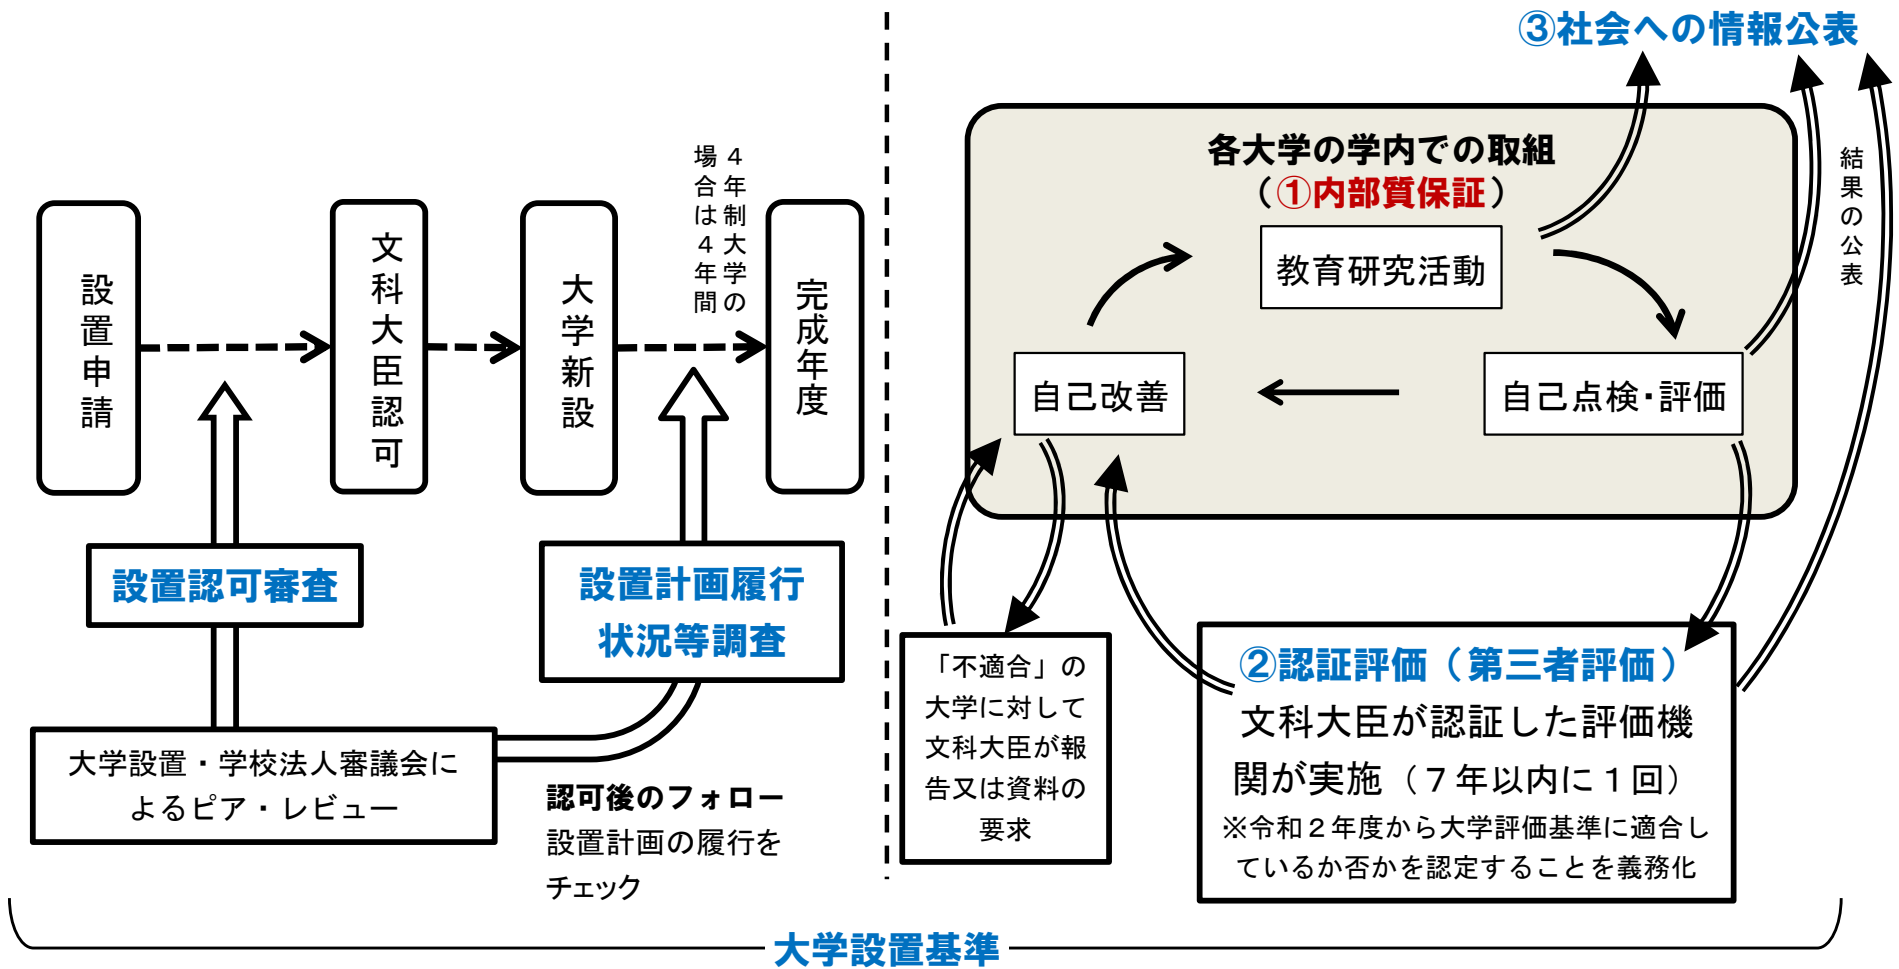 設置申請
文科大臣認可
大学新設
４年制大学の
場合は４年間
完成年度
設置認可審査
設置計画履行
状況等調査
大学設置・学校法人審議会に
よるピア・レビュー
認可後のフォロー
設置計画の履行を
チェック
③社会への情報公表
各大学の学内での取組
（①内部質保証）
教育研究活動
自己改善
自己点検・評価
結果の公表
「不適合」の
大学に対して
文科大臣が報
告又は資料の
要求
②認証評価（第三者評価）
文科大臣が認証した評価機
関が実施（７年以内に１回）
※令和２年度から大学評価基準に適合し
ているか否かを認定することを義務化
大学設置基準